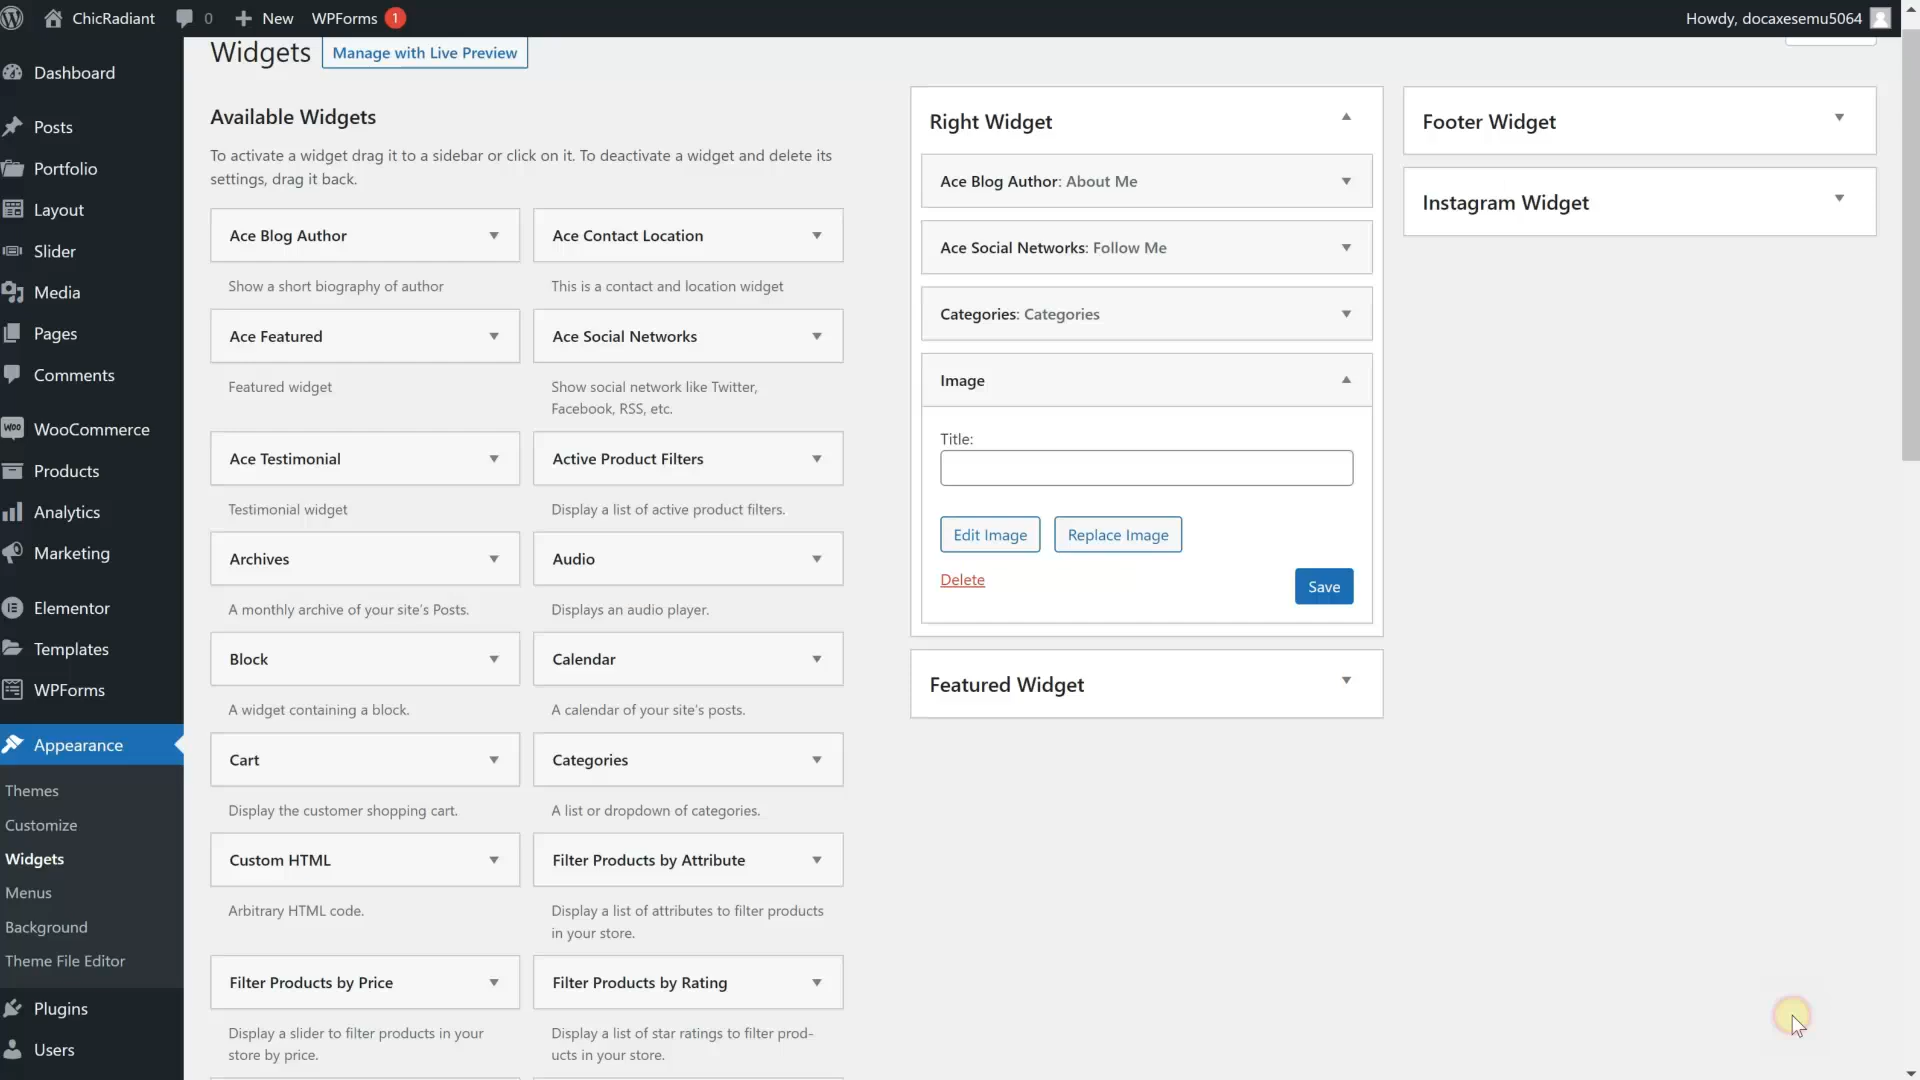 ChicRadiant
0
New
WPForms
1
Howdy, docaxesemu5064
Dashboard
Posts
Portfolio
Layout
Slider
Media
Pages
Comments
WooCommerce
Products
Analytics
Marketing
Elementor
Templates
WPForms
Appearance
Themes
Customize
Widgets
Menus
Background
Theme File Editor
Plugins
Users
Widgets
Manage with Live Preview
Available Widgets
To activate a widget drag it to a sidebar or click on it. To deactivate a widget and delete its
settings, drag it back.
Ace Blog Author
Show a short biography of author
Ace Contact Location
This is a contact and location widget
Ace Featured
Featured widget
Ace Social Networks
Show social network like Twitter,
Facebook, RSS, etc.
Ace Testimonial
Testimonial widget
Active Product Filters
Display a list of active product filters.
Archives
A monthly archive of your site's Posts.
Audio
Displays an audio player.
Block
A widget containing a block.
Calendar
A calendar of your site's posts.
Cart
Display the customer shopping cart.
Categories
A list or dropdown of categories.
Custom HTML
Arbitrary HTML code.
Filter Products by Attribute
Display a list of attributes to filter products
in your store.
Filter Products by Price
Display a slider to filter products in your
store by price.
Filter Products by Rating
Display a list of star ratings to filter prod-
ucts in your store.
Right Widget
Ace Blog Author: About Me
Ace Social Networks: Follow Me
Categories: Categories
Image
Title:
Edit Image
Replace Image
Delete
Save
Featured Widget
Footer Widget
Instagram Widget